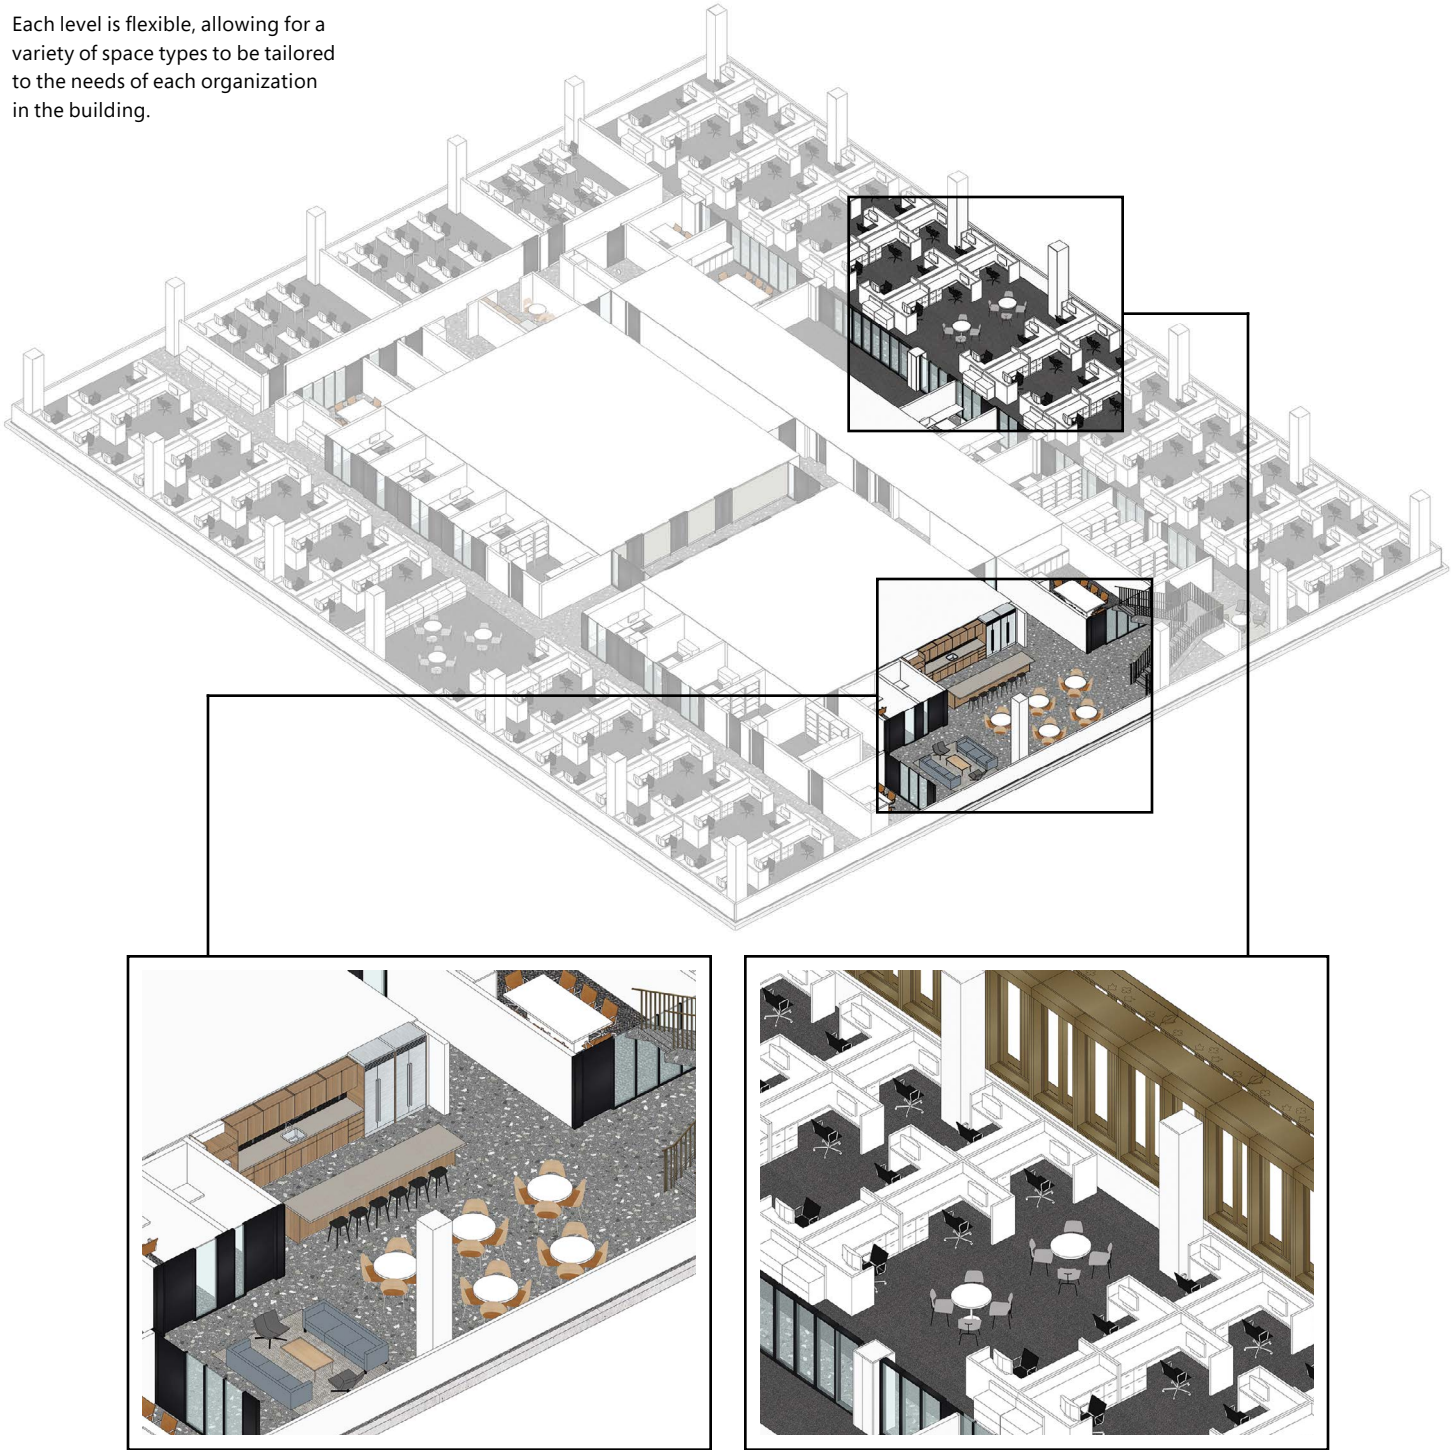 Each level is flexible, allowing for a
variety of space types to be tailored
to the needs of each organization
in the building.